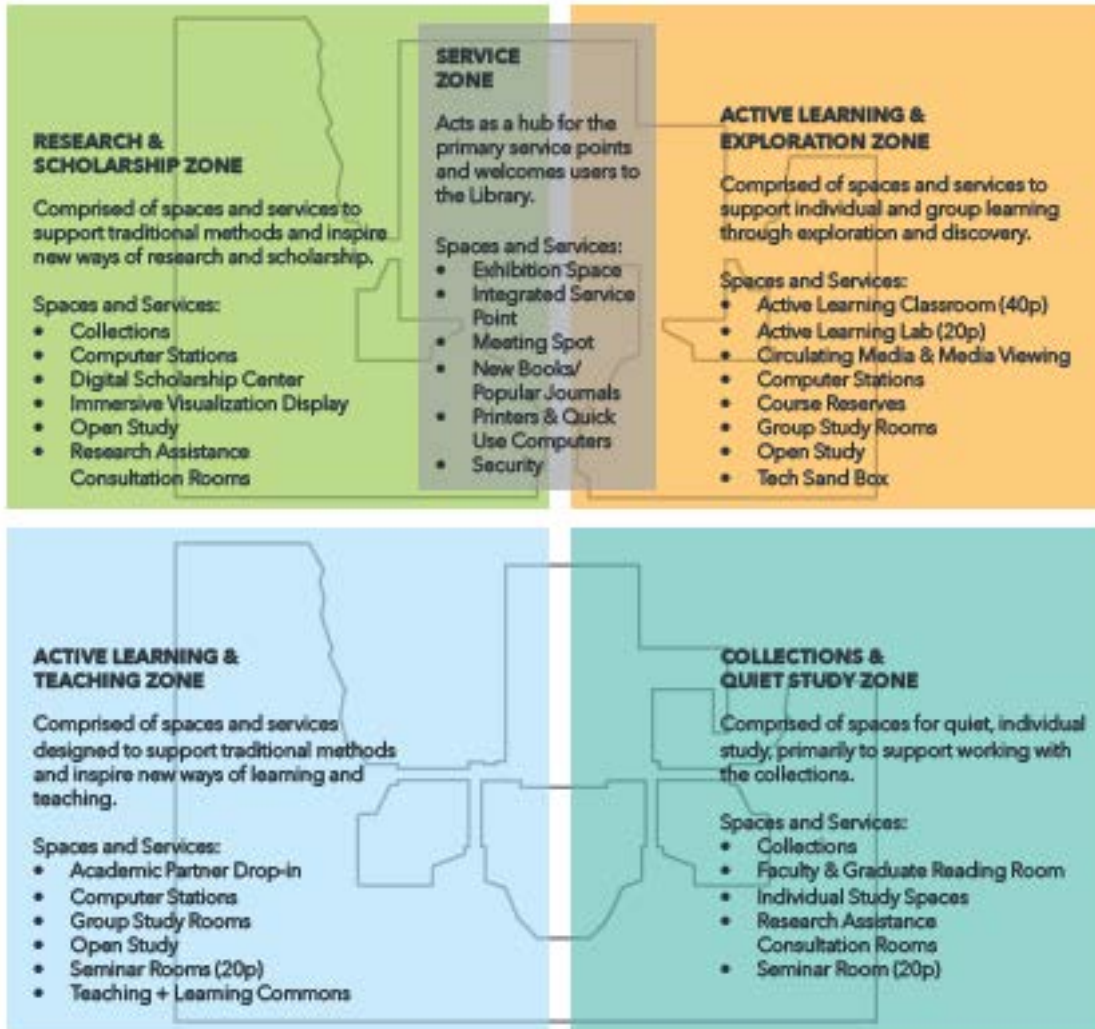 RESEARCH &
SCHOLARSHIP ZONE
Comprised of spaces and services to
support traditional methods and inspire
new ways of research and scholarship.
Spaces and Services:
• Collections
• Computer Stations
• Digital Scholarship Center
• Immersive Visualization Display
• Open Study
• Research Assistance
Consultation Rooms
SERVICE
ZONE
Acts as a hub for the
primary service points
and welcomes users to
the Library.
Spaces and Services:
• Exhibition Space
• Integrated Service
Point
• Meeting Spot
• New Books/
Popular Journals
• Printers & Quick
Use Computers
• Security
ACTIVE LEARNING &
EXPLORATION ZONE
Comprised of spaces and services to
support individual and group learning
through exploration and discovery.
Spaces and Services:
• Active Learning Classroom (40p)
• Active Learning Lab (20p)
• Circulating Media & Media Viewing
• Computer Stations
• Course Reserves
• Group Study Rooms
• Open Study
• Tech Sand Box
ACTIVE LEARNING &
TEACHING ZONE
Comprised of spaces and services
designed to support traditional methods
and inspire new ways of learning and
teaching.
Spaces and Services:
• Academic Partner Drop-in
• Computer Stations
• Group Study Rooms
• Open Study
• Seminar Rooms (20p)
• Teaching + Learning Commons
COLLECTIONS &
QUIET STUDY ZONE
Comprised of spaces for quiet, individual
study, primarily to support working with
the collections.
Spaces and Services:
• Collections
• Faculty & Graduate Reading Room
• Individual Study Spaces
• Research Assistance
Consultation Rooms
• Seminar Room (20p)